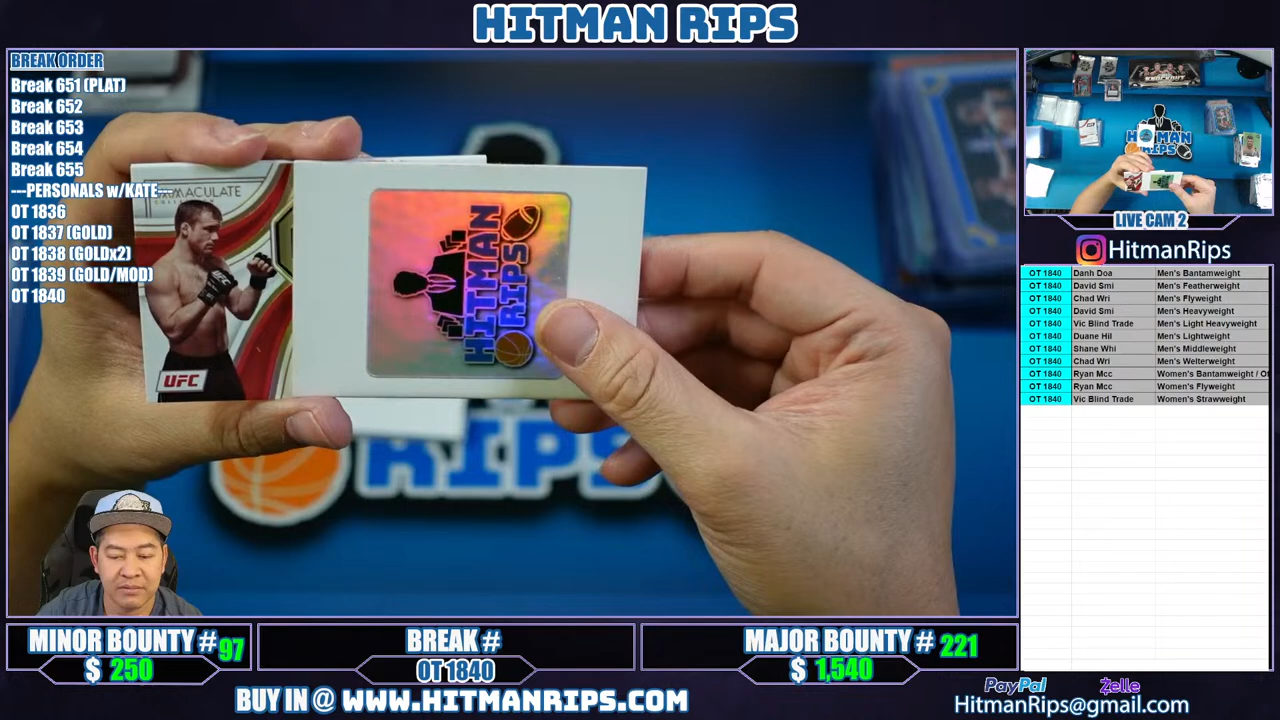 HITMAN RIPS
BREAK ORDER
Break 651 (PLAT)
Break 652
Break 653
Break 654
Break 655
---PERSONALS w/KATE---
OT 1836
OT 1837 (GOLD)
OT 1838 (GOLDx2)
OT 1839 (GOLD/MOD)
OT 1840
IMMACULATE
UFC
HITMAN
RIPS
RIPS
KNOCKOUT
HITMAN
RIPS
LIVE CAM 2
HitmanRips
OT 1840 Danh Doa Men's Bantamweight
OT 1840 David Smi Men's Featherweight
OT 1840 Chad Wri Men's Flyweight
OT 1840 David Smi Men's Heavyweight
OT 1840 Vic Blind Trade Men's Light Heavyweight
OT 1840 Duane Hil Men's Lightweight
OT 1840 Shane Whi Men's Middleweight
OT 1840 Chad Wri Men's Welterweight
OT 1840 Ryan Mcc Women's Bantamweight / Ot
OT 1840 Ryan Mcc Women's Flyweight
OT 1840 Vic Blind Trade Women's Strawweight
MINOR BOUNTY # 97
$ 250
BREAK #
OT 1840
MAJOR BOUNTY # 221
$ 1,540
BUY IN @ WWW.HITMANRIPS.COM
PayPal Zelle
HitmanRips@gmail.com